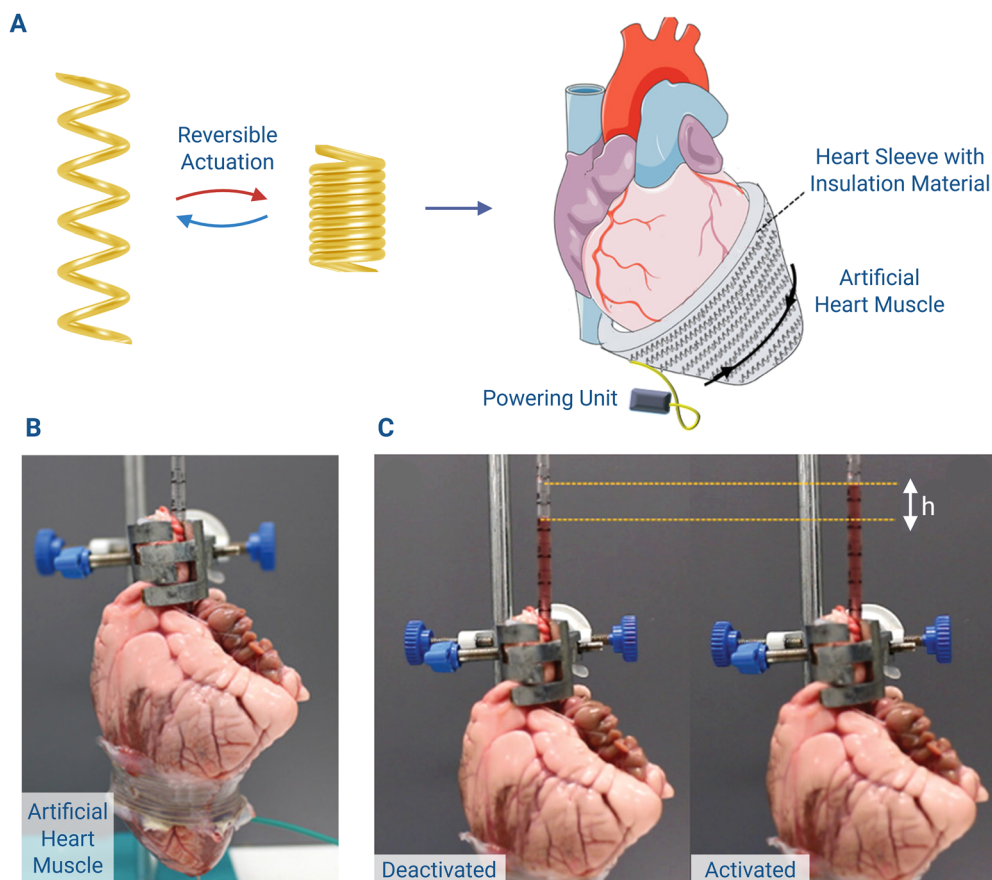 A
Reversible
Actuation
Heart Sleeve with
Insulation Material
Artificial
Heart Muscle
Powering Unit
B
C
h
Artificial
Heart
Muscle
Deactivated
Activated